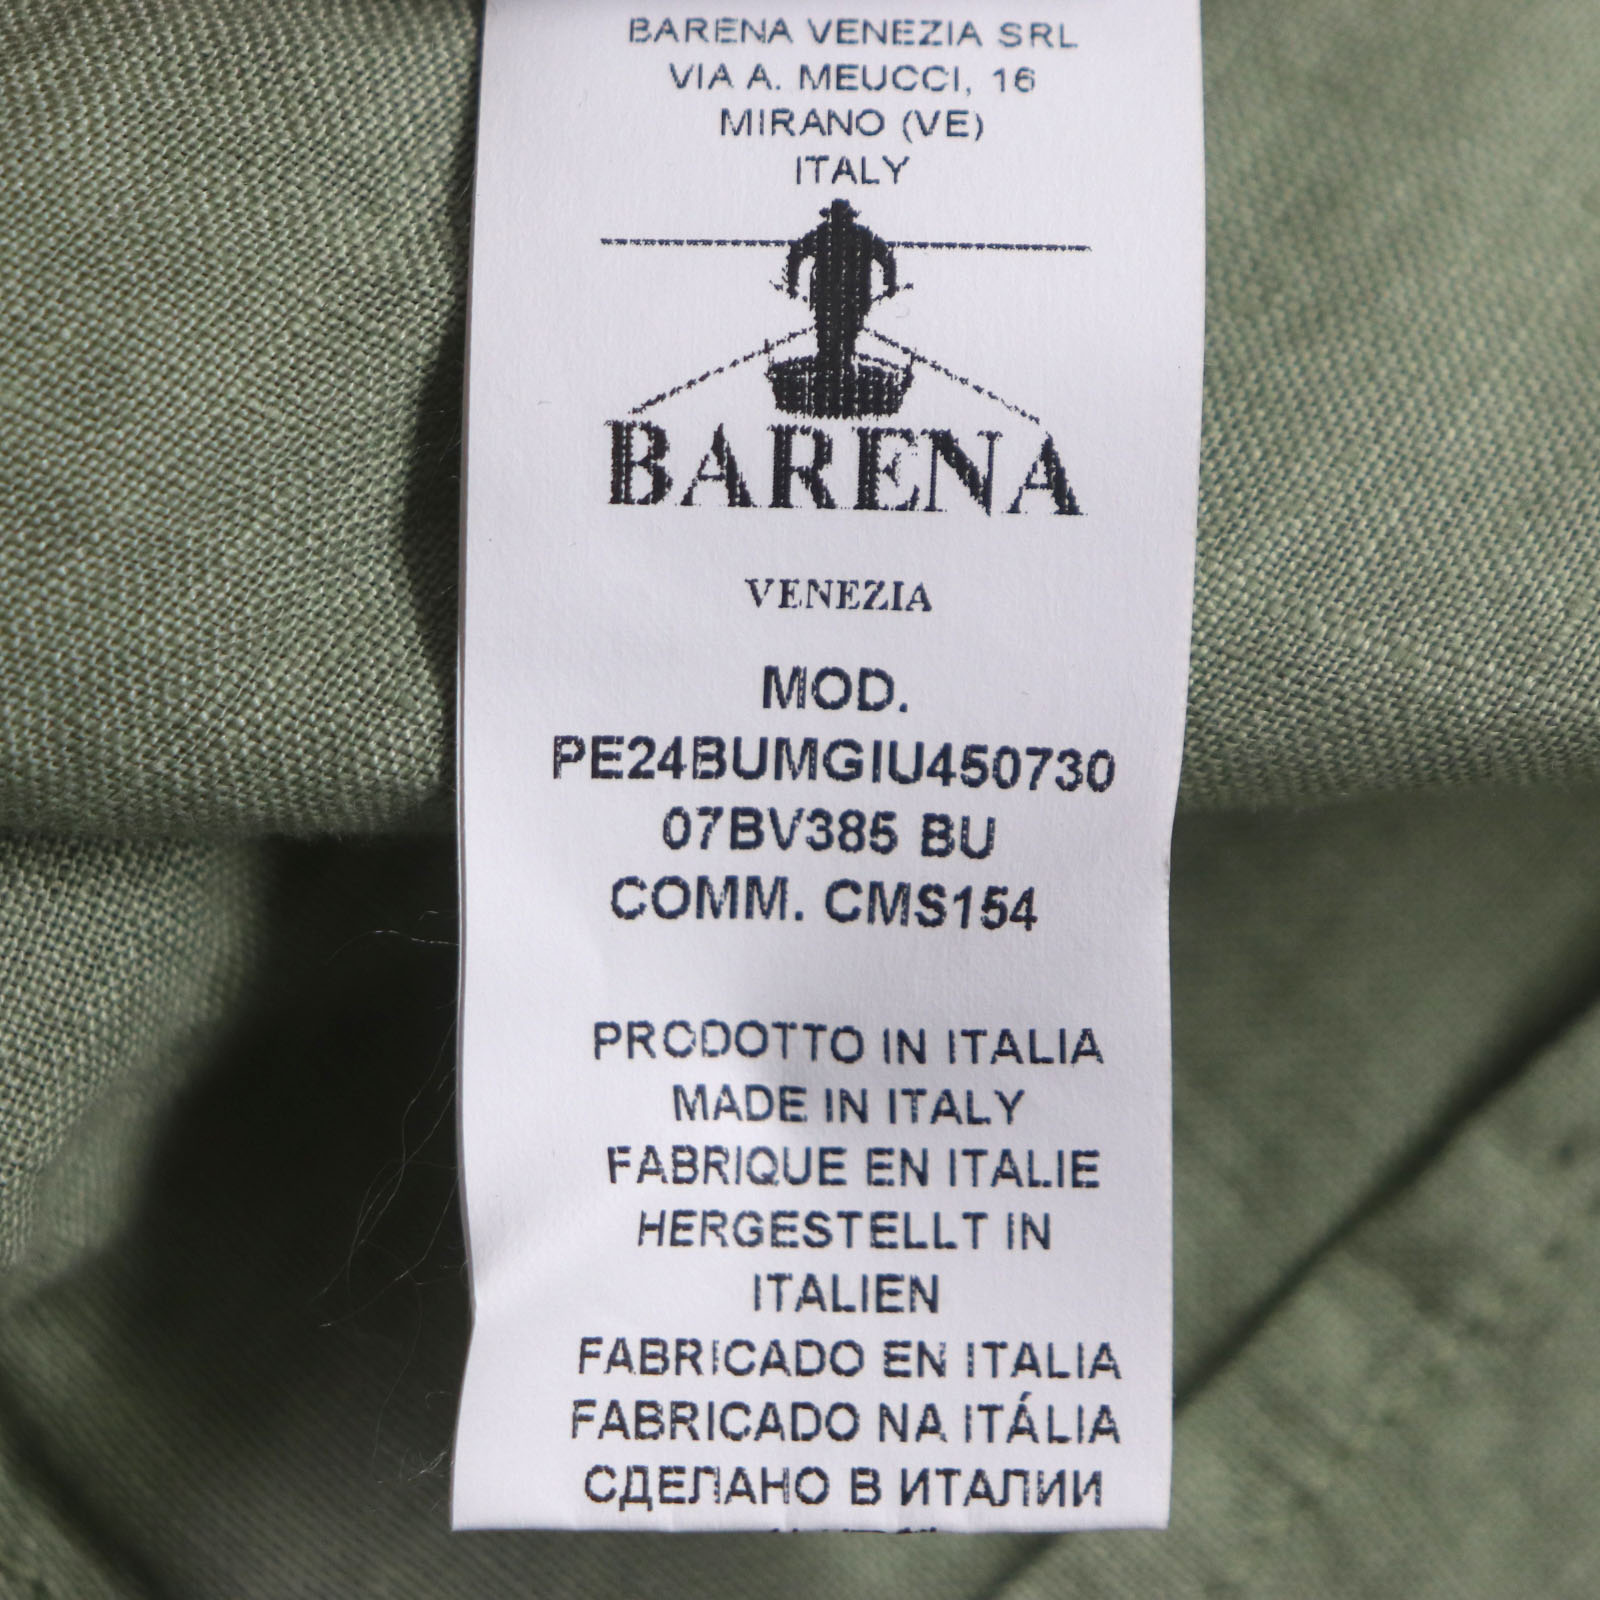 BARENA VENEZIA SRL
VIA A. MEUCCI, 16
MIRANO (VE)
ITALY
BARENA
VENEZIA
MOD.
PE24BUMGIU450730
07BV385 BU
COMM. CMS154
PRODOTTO IN ITALIA
MADE IN ITALY
FABRIQUE EN ITALIE
HERGESTELLT IN
ITALIEN
FABRICADO EN ITALIA
FABRICADO NA ITÁLIA
СДЕЛАНО В ИТАЛИИ